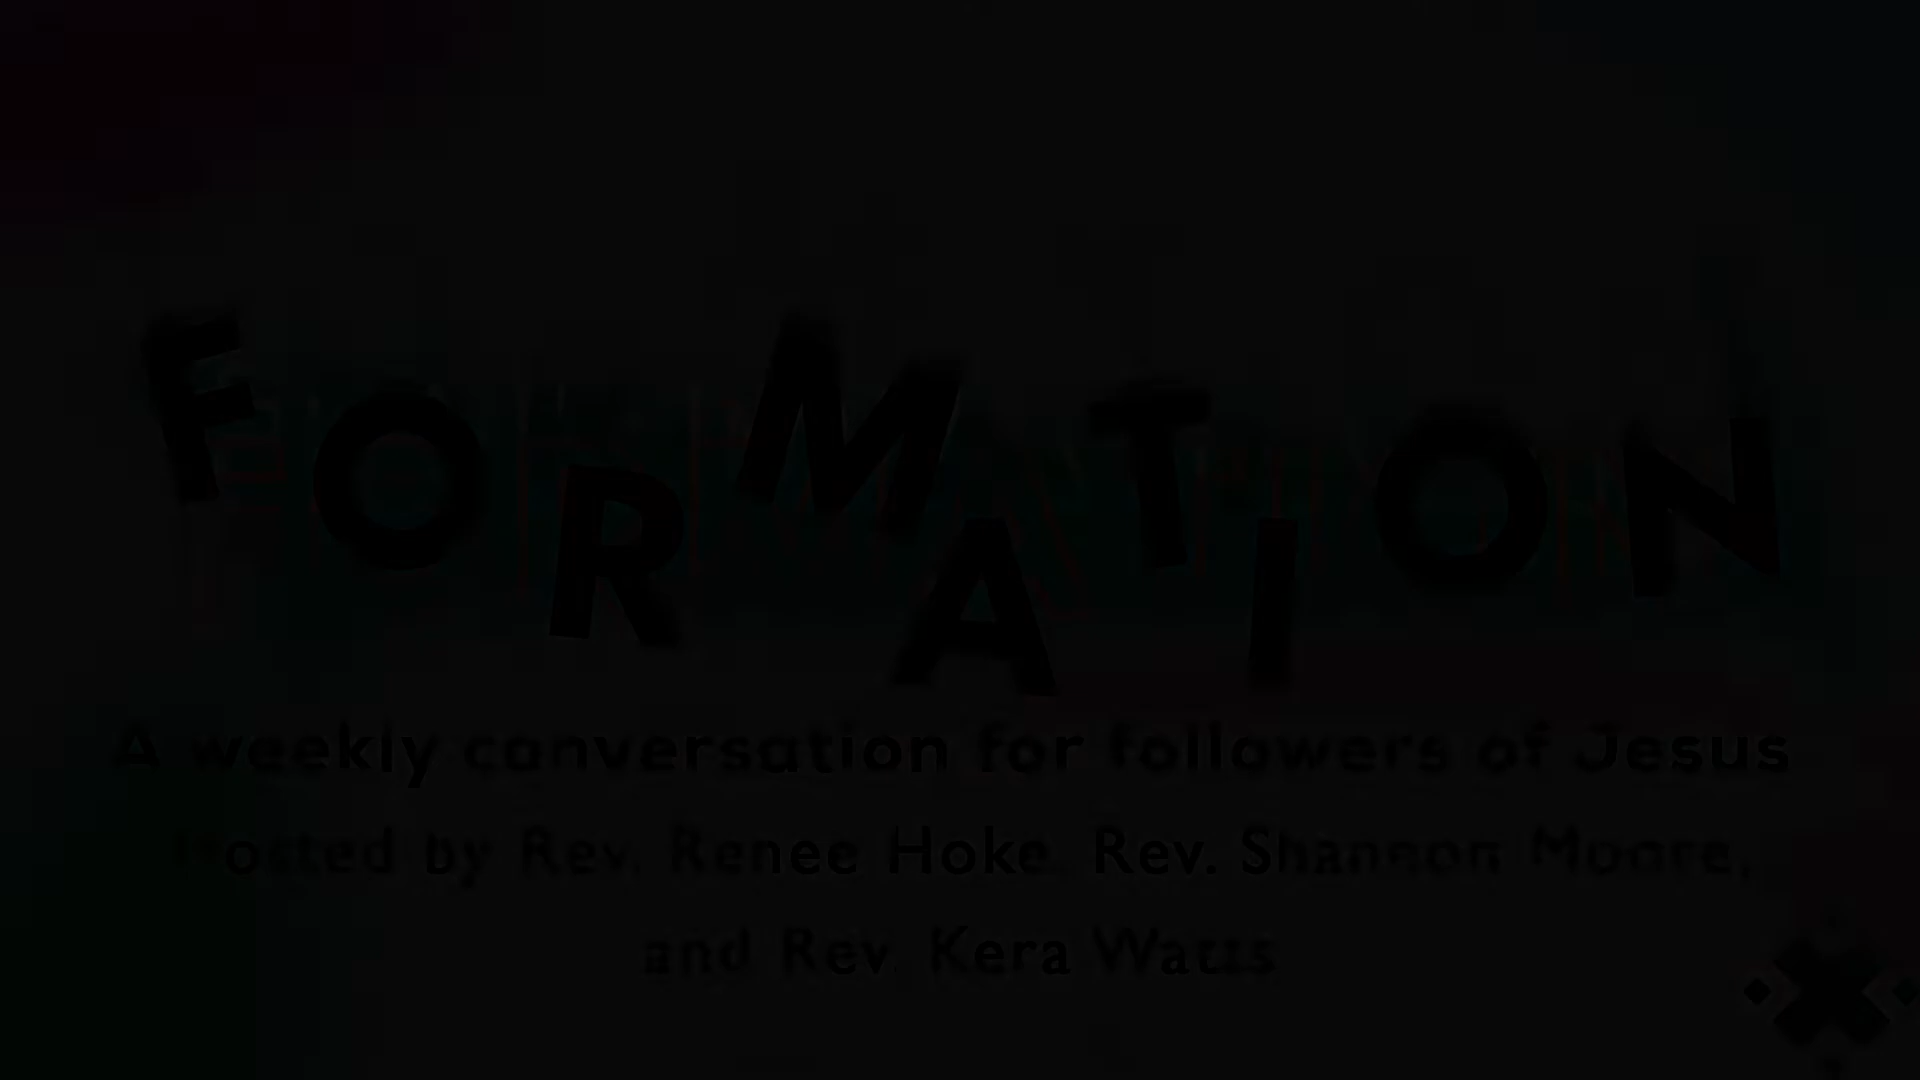 FORMATION
A weekly conversation for followers of Jesus
Hosted by Rev. Renee Hoke, Rev. Shannon Moore,
and Rev. Kera Watts